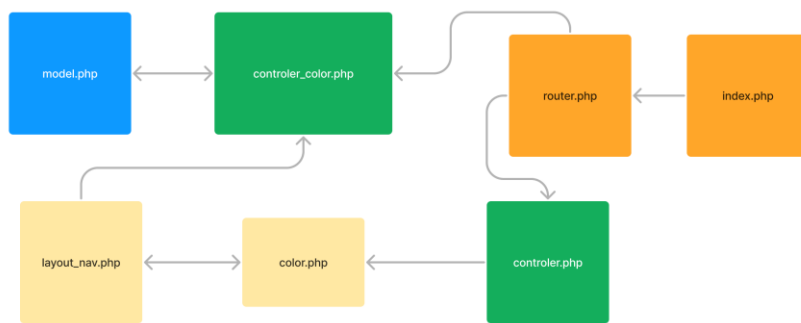 model.php
controler_color.php
router.php
index.php
layout_nav.php
color.php
controler.php